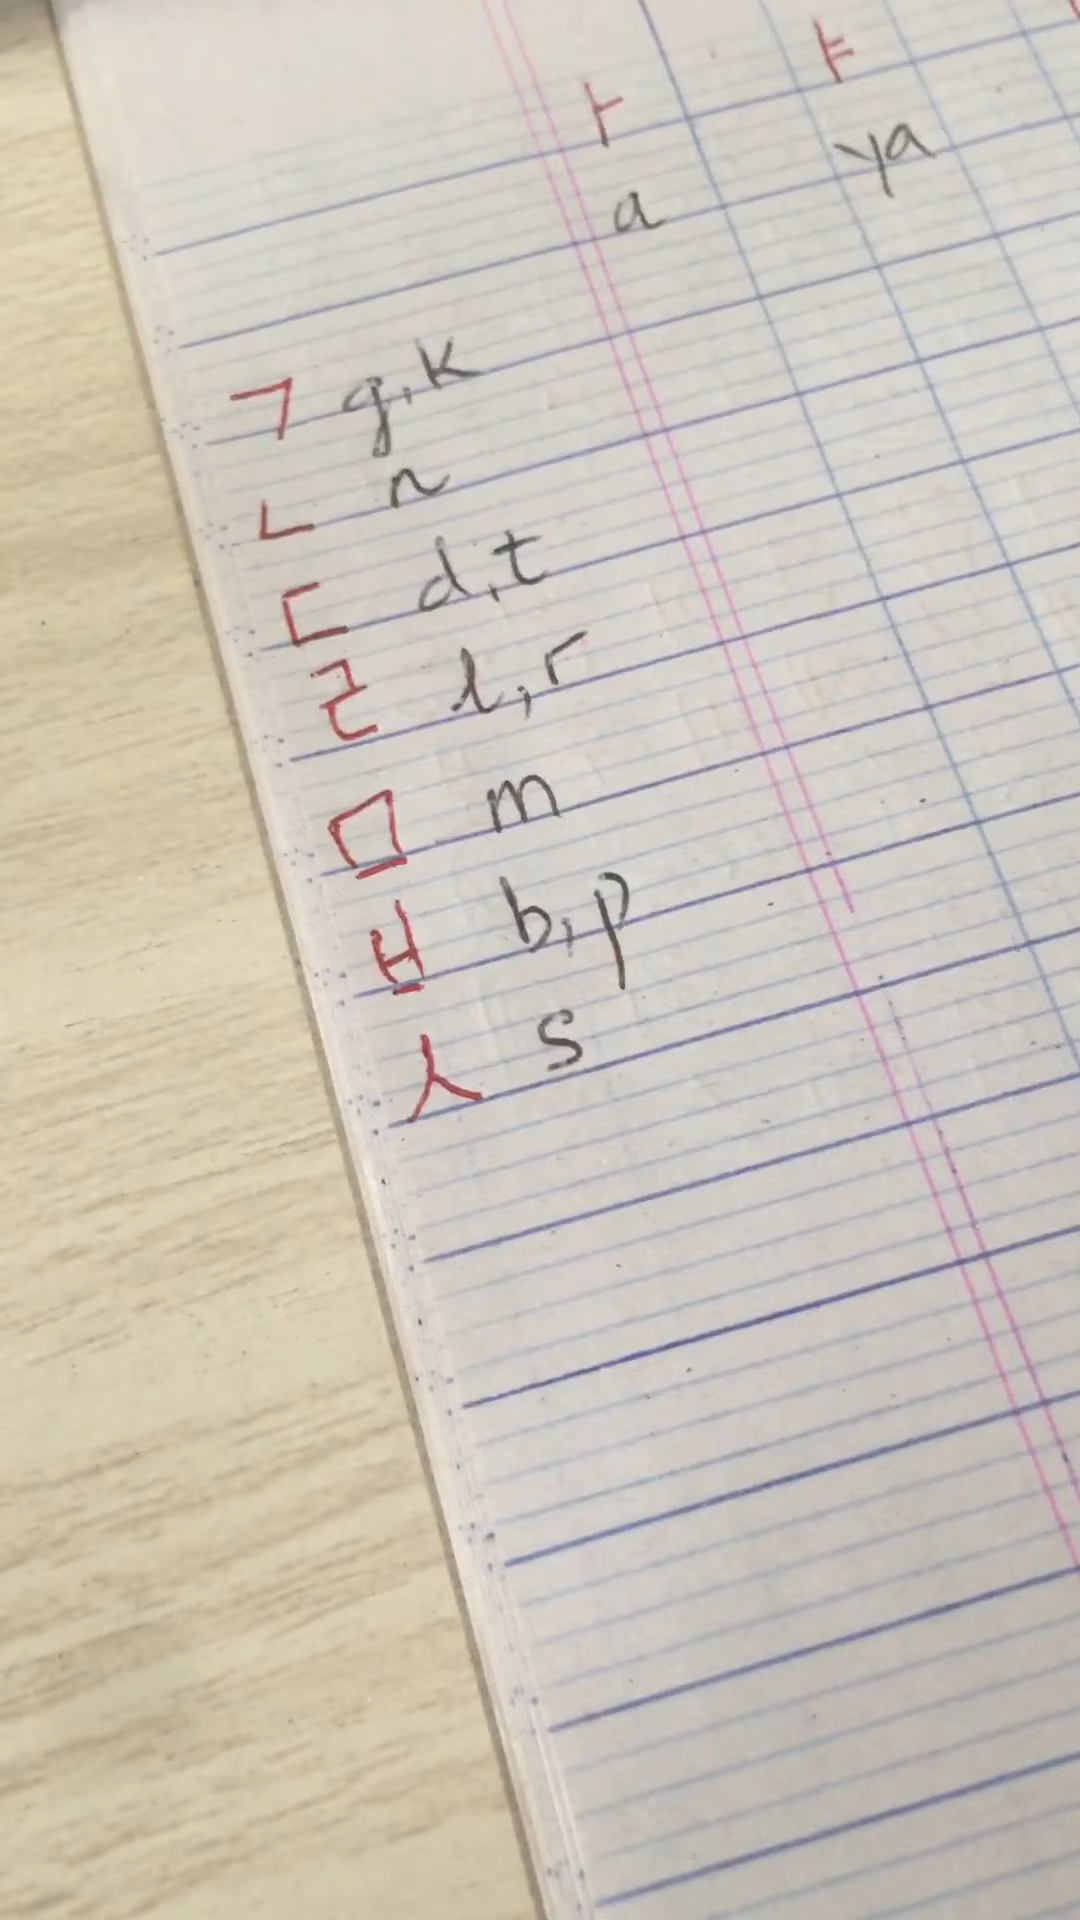 ㅏ ㅑ
a ya
ㄱ g,k
ㄴ n
ㄷ d,t
ㄹ l,r
ㅁ m
ㅂ b,p
ㅅ s